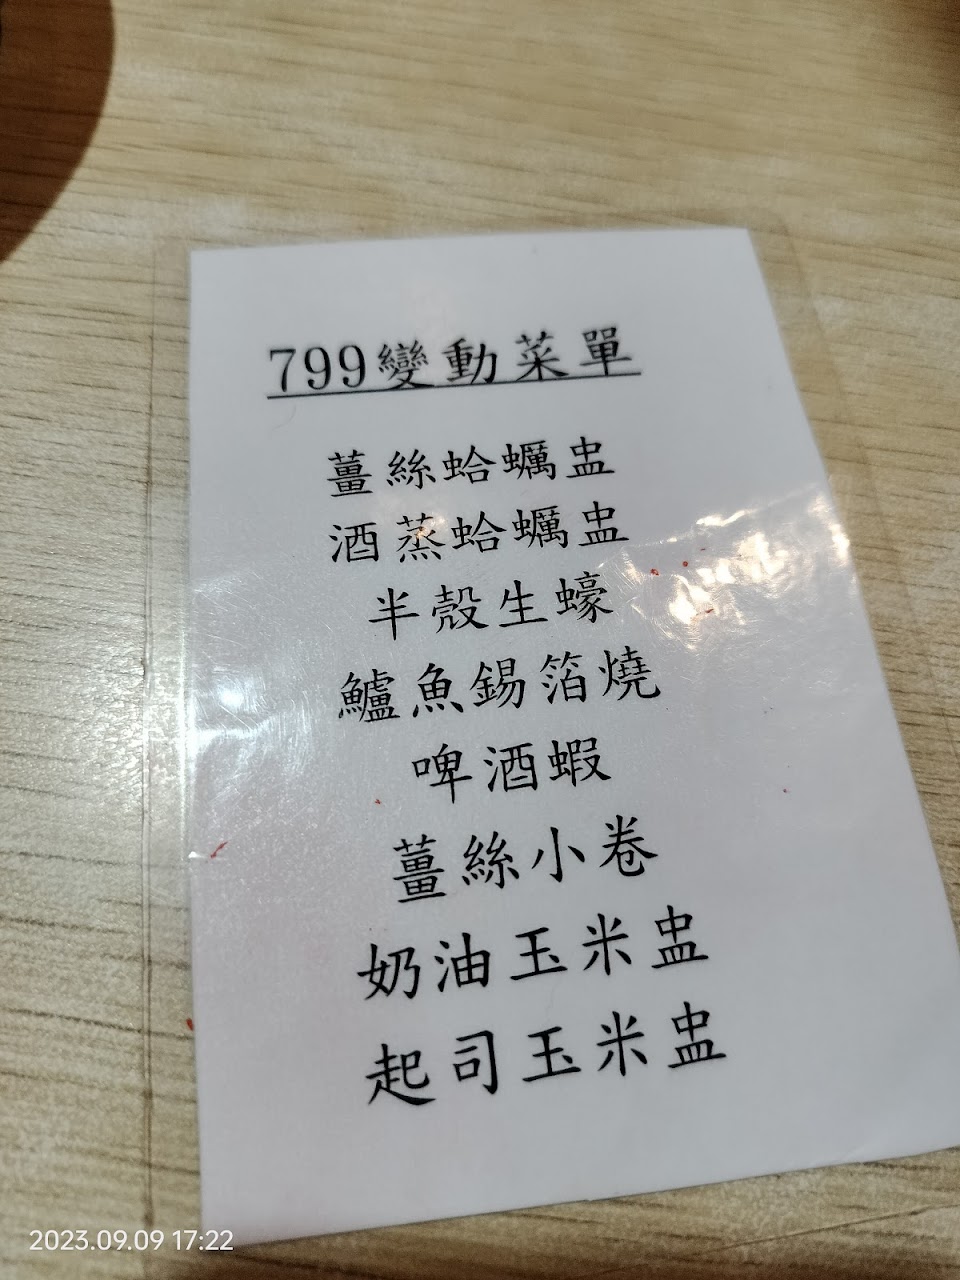 799變動菜單
薑絲蛤蠣盅
酒蒸蛤蠣盅
半殼生蠔
鱸魚錫箔燒
啤酒蝦
薑絲小卷
奶油玉米盅
起司玉米盅
2023.09.09 17:22